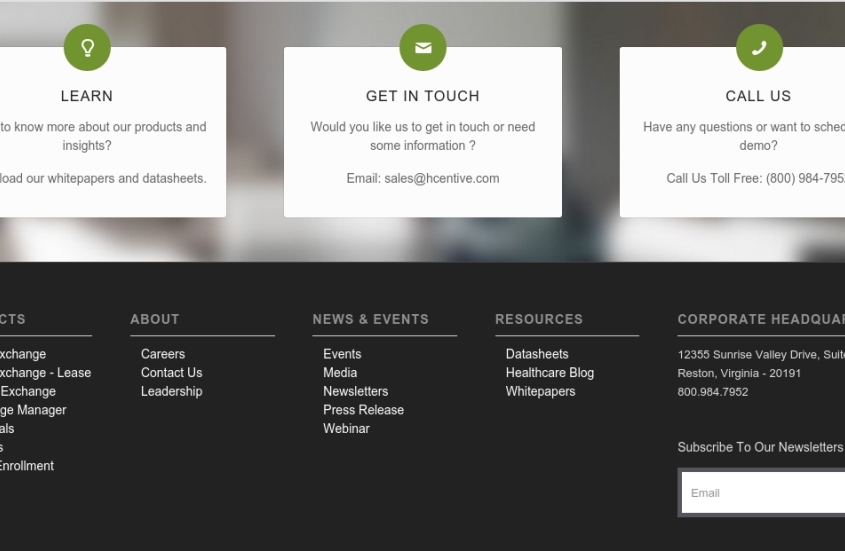 LEARN
to know more about our products and
insights?
load our whitepapers and datasheets.
GET IN TOUCH
Would you like us to get in touch or need
some information ?
Email: sales@hcentive.com
CALL US
Have any questions or want to sched
demo?
Call Us Toll Free: (800) 984-795
CTS
xchange
xchange - Lease
Exchange
ge Manager
als
s
Enrollment
ABOUT
Careers
Contact Us
Leadership
NEWS & EVENTS
Events
Media
Newsletters
Press Release
Webinar
RESOURCES
Datasheets
Healthcare Blog
Whitepapers
CORPORATE HEADQUAR
12355 Sunrise Valley Drive, Suite
Reston, Virginia - 20191
800.984.7952
Subscribe To Our Newsletters
Email